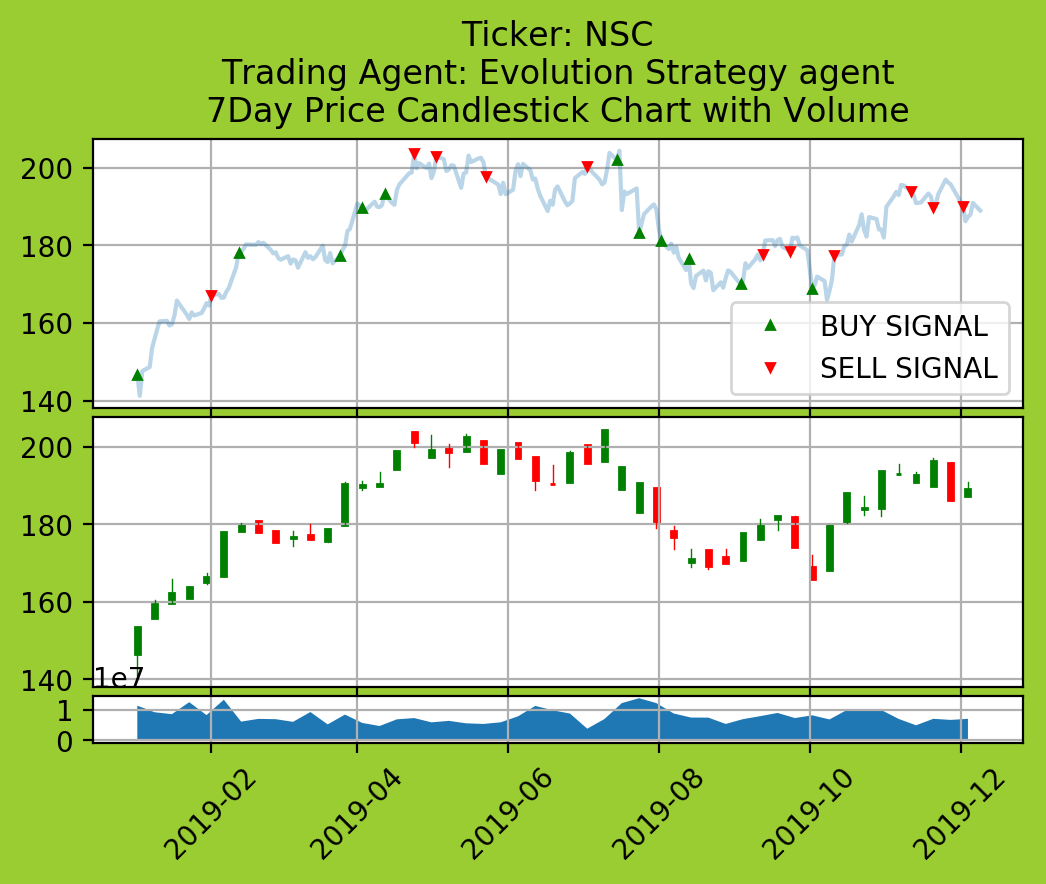 Ticker: NSC
Trading Agent: Evolution Strategy agent
7Day Price Candlestick Chart with Volume
200
180
160
140
BUY SIGNAL
SELL SIGNAL
200
180
160
140
1e7
1
0
2019-02
2019-04
2019-06
2019-08
2019-10
2019-12